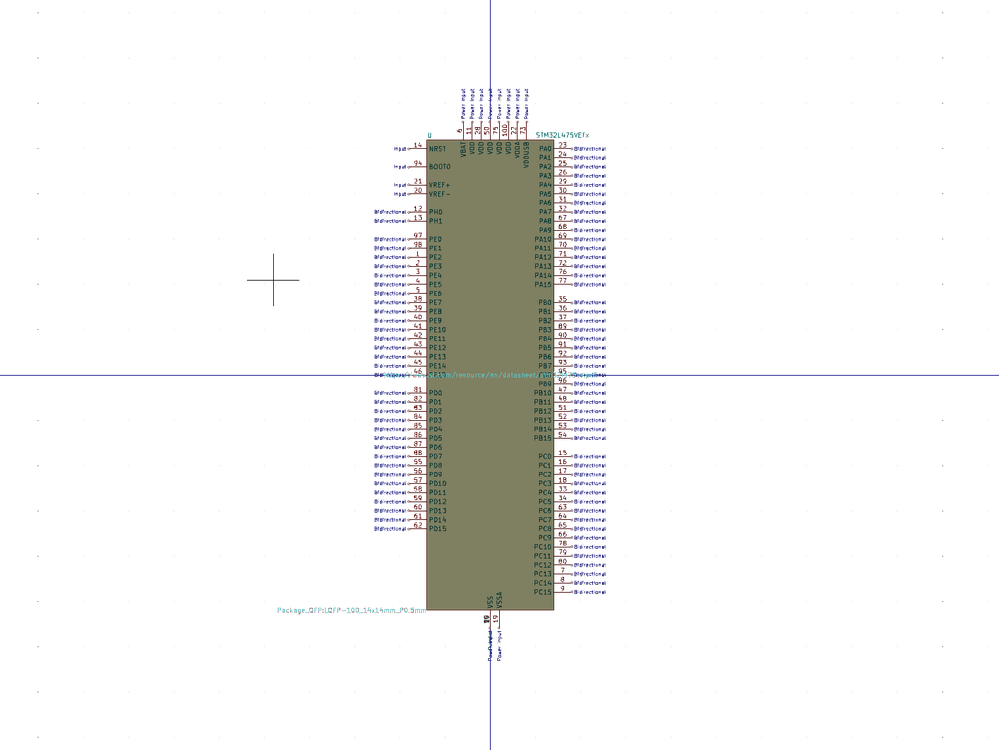 Power Input Power Input Power Input Power Input Power Input Power Input Power Input
6 11 28 50 75 100 22 73
U STM32L475VETx
VBAT VDD VDD VDD VDD VDD VDDA VDDUSB
Input 14 NRST PA0 23 Bidirectional
PA1 24 Bidirectional
Input 94 BOOT0 PA2 25 Bidirectional
PA3 26 Bidirectional
Input 21 VREF+ PA4 29 Bidirectional
Input 20 VREF- PA5 30 Bidirectional
PA6 31 Bidirectional
Bidirectional 12 PH0 PA7 32 Bidirectional
Bidirectional 13 PH1 PA8 67 Bidirectional
PA9 68 Bidirectional
Bidirectional 97 PE0 PA10 69 Bidirectional
Bidirectional 98 PE1 PA11 70 Bidirectional
Bidirectional 1 PE2 PA12 71 Bidirectional
Bidirectional 2 PE3 PA13 72 Bidirectional
Bidirectional 3 PE4 PA14 76 Bidirectional
Bidirectional 4 PE5 PA15 77 Bidirectional
Bidirectional 5 PE6
Bidirectional 38 PE7 PB0 35 Bidirectional
Bidirectional 39 PE8 PB1 36 Bidirectional
Bidirectional 40 PE9 PB2 37 Bidirectional
Bidirectional 41 PE10 PB3 89 Bidirectional
Bidirectional 42 PE11 PB4 90 Bidirectional
Bidirectional 43 PE12 PB5 91 Bidirectional
Bidirectional 44 PE13 PB6 92 Bidirectional
Bidirectional 45 PE14 PB7 93 Bidirectional
46 /resource/en/datasheet/ 95
PB9 96 Bidirectional
Bidirectional 81 PD0 PB10 47 Bidirectional
Bidirectional 82 PD1 PB11 48 Bidirectional
Bidirectional 83 PD2 PB12 51 Bidirectional
Bidirectional 84 PD3 PB13 52 Bidirectional
Bidirectional 85 PD4 PB14 53 Bidirectional
Bidirectional 86 PD5 PB15 54 Bidirectional
Bidirectional 87 PD6
Bidirectional 88 PD7 PC0 15 Bidirectional
Bidirectional 55 PD8 PC1 16 Bidirectional
Bidirectional 56 PD9 PC2 17 Bidirectional
Bidirectional 57 PD10 PC3 18 Bidirectional
Bidirectional 58 PD11 PC4 33 Bidirectional
Bidirectional 59 PD12 PC5 34 Bidirectional
Bidirectional 60 PD13 PC6 63 Bidirectional
Bidirectional 61 PD14 PC7 64 Bidirectional
Bidirectional 62 PD15 PC8 65 Bidirectional
PC9 66 Bidirectional
PC10 78 Bidirectional
PC11 79 Bidirectional
PC12 80 Bidirectional
PC13 7 Bidirectional
PC14 8 Bidirectional
PC15 9 Bidirectional
VSS VSSA
Package_QFP:LQFP-100_14x14mm_P0.5mm
19
Power Input